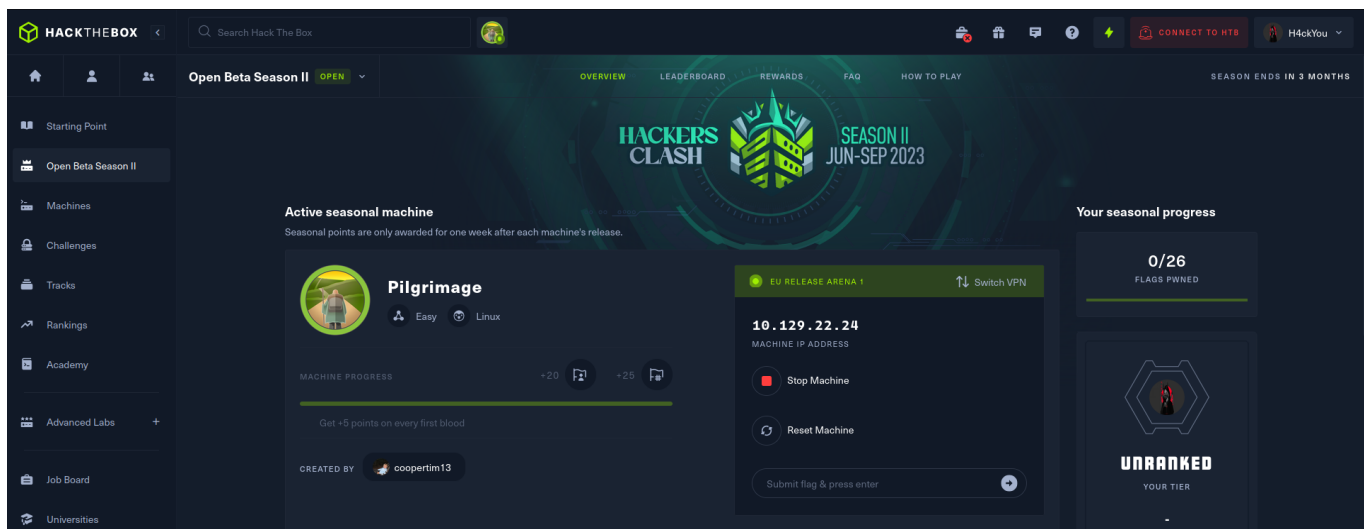 HACKTHEBOX
Search Hack The Box
CONNECT TO HTB
H4ckYou
Open Beta Season II OPEN
OVERVIEW LEADERBOARD REWARDS FAQ HOW TO PLAY
SEASON ENDS IN 3 MONTHS
Starting Point
Open Beta Season II
Machines
Challenges
Tracks
Rankings
Academy
Advanced Labs +
Job Board
Universities
HACKERS
CLASH
SEASON II
JUN-SEP 2023
Active seasonal machine
Seasonal points are only awarded for one week after each machine's release.
Pilgrimage
Easy Linux
MACHINE PROGRESS +20 +25
Get +5 points on every first blood
CREATED BY coopertim13
EU RELEASE ARENA 1 Switch VPN
10.129.22.24
MACHINE IP ADDRESS
Stop Machine
Reset Machine
Submit flag & press enter
Your seasonal progress
0/26
FLAGS PWNED
UNRANKED
YOUR TIER
-